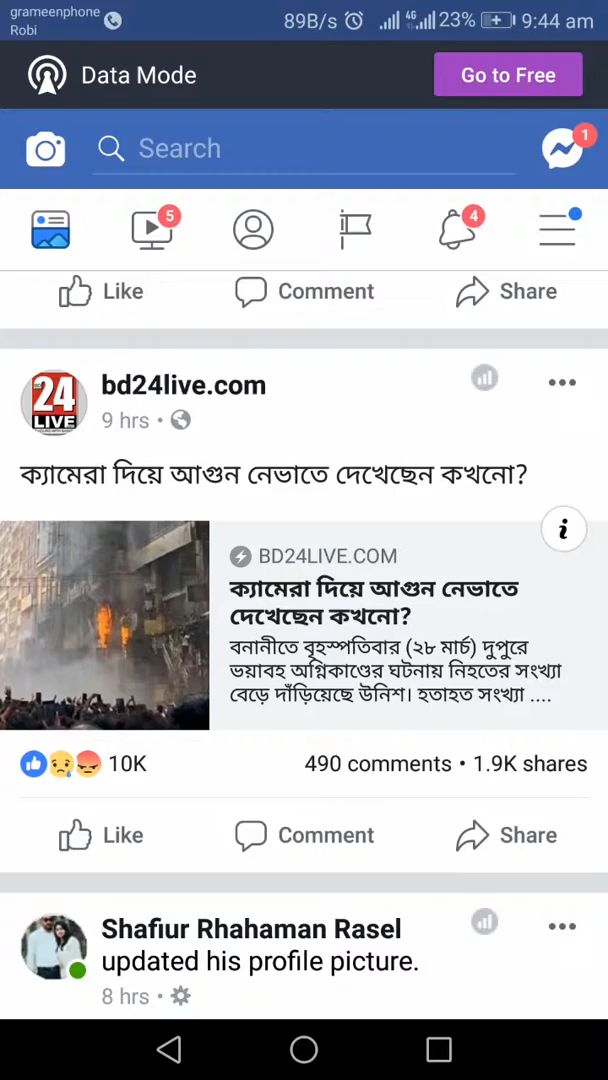 grameenphone
Robi
89B/s 4G 23% 9:44 am
Data Mode
Go to Free
Search
1
5
4
Like Comment Share
24
LIVE
bd24live.com
9 hrs •
ক্যামেরা দিয়ে আগুন নেভাতে দেখেছেন কখনো?
i
BD24LIVE.COM
ক্যামেরা দিয়ে আগুন নেভাতে
দেখেছেন কখনো?
বনানীতে বৃহস্পতিবার (২৮ মার্চ) দুপুরে
ভয়াবহ অগ্নিকাণ্ডের ঘটনায় নিহতের সংখ্যা
বেড়ে দাঁড়িয়েছে উনিশ। হতাহত সংখ্যা ....
10K
490 comments • 1.9K shares
Like Comment Share
Shafiur Rhahaman Rasel
updated his profile picture.
8 hrs •